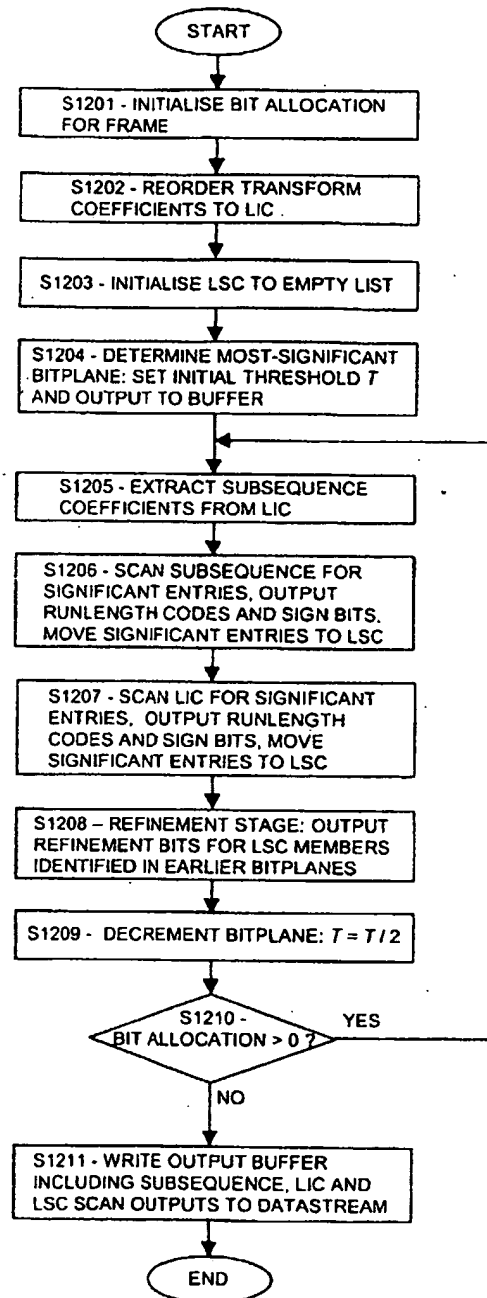 START
S1201 - INITIALISE BIT ALLOCATION
FOR FRAME
S1202 - REORDER TRANSFORM
COEFFICIENTS TO LIC .
S1203 - INITIALISE LSC TO EMPTY LIST
S1204 - DETERMINE MOST-SIGNIFICANT
BITPLANE: SET INITIAL THRESHOLD T
AND OUTPUT TO BUFFER
S1205 - EXTRACT SUBSEQUENCE
COEFFICIENTS FROM LIC
S1206 - SCAN SUBSEQUENCE FOR
SIGNIFICANT ENTRIES, OUTPUT
RUNLENGTH CODES AND SIGN BITS,
MOVE SIGNIFICANT ENTRIES TO LSC
S1207 - SCAN LIC FOR SIGNIFICANT
ENTRIES, OUTPUT RUNLENGTH
CODES AND SIGN BITS, MOVE
SIGNIFICANT ENTRIES TO LSC
S1208 – REFINEMENT STAGE: OUTPUT
REFINEMENT BITS FOR LSC MEMBERS
IDENTIFIED IN EARLIER BITPLANES
S1209 - DECREMENT BITPLANE: T = T / 2
S1210 -
BIT ALLOCATION > 0 ?
YES
NO
S1211 - WRITE OUTPUT BUFFER
INCLUDING SUBSEQUENCE, LIC AND
LSC SCAN OUTPUTS TO DATASTREAM
END